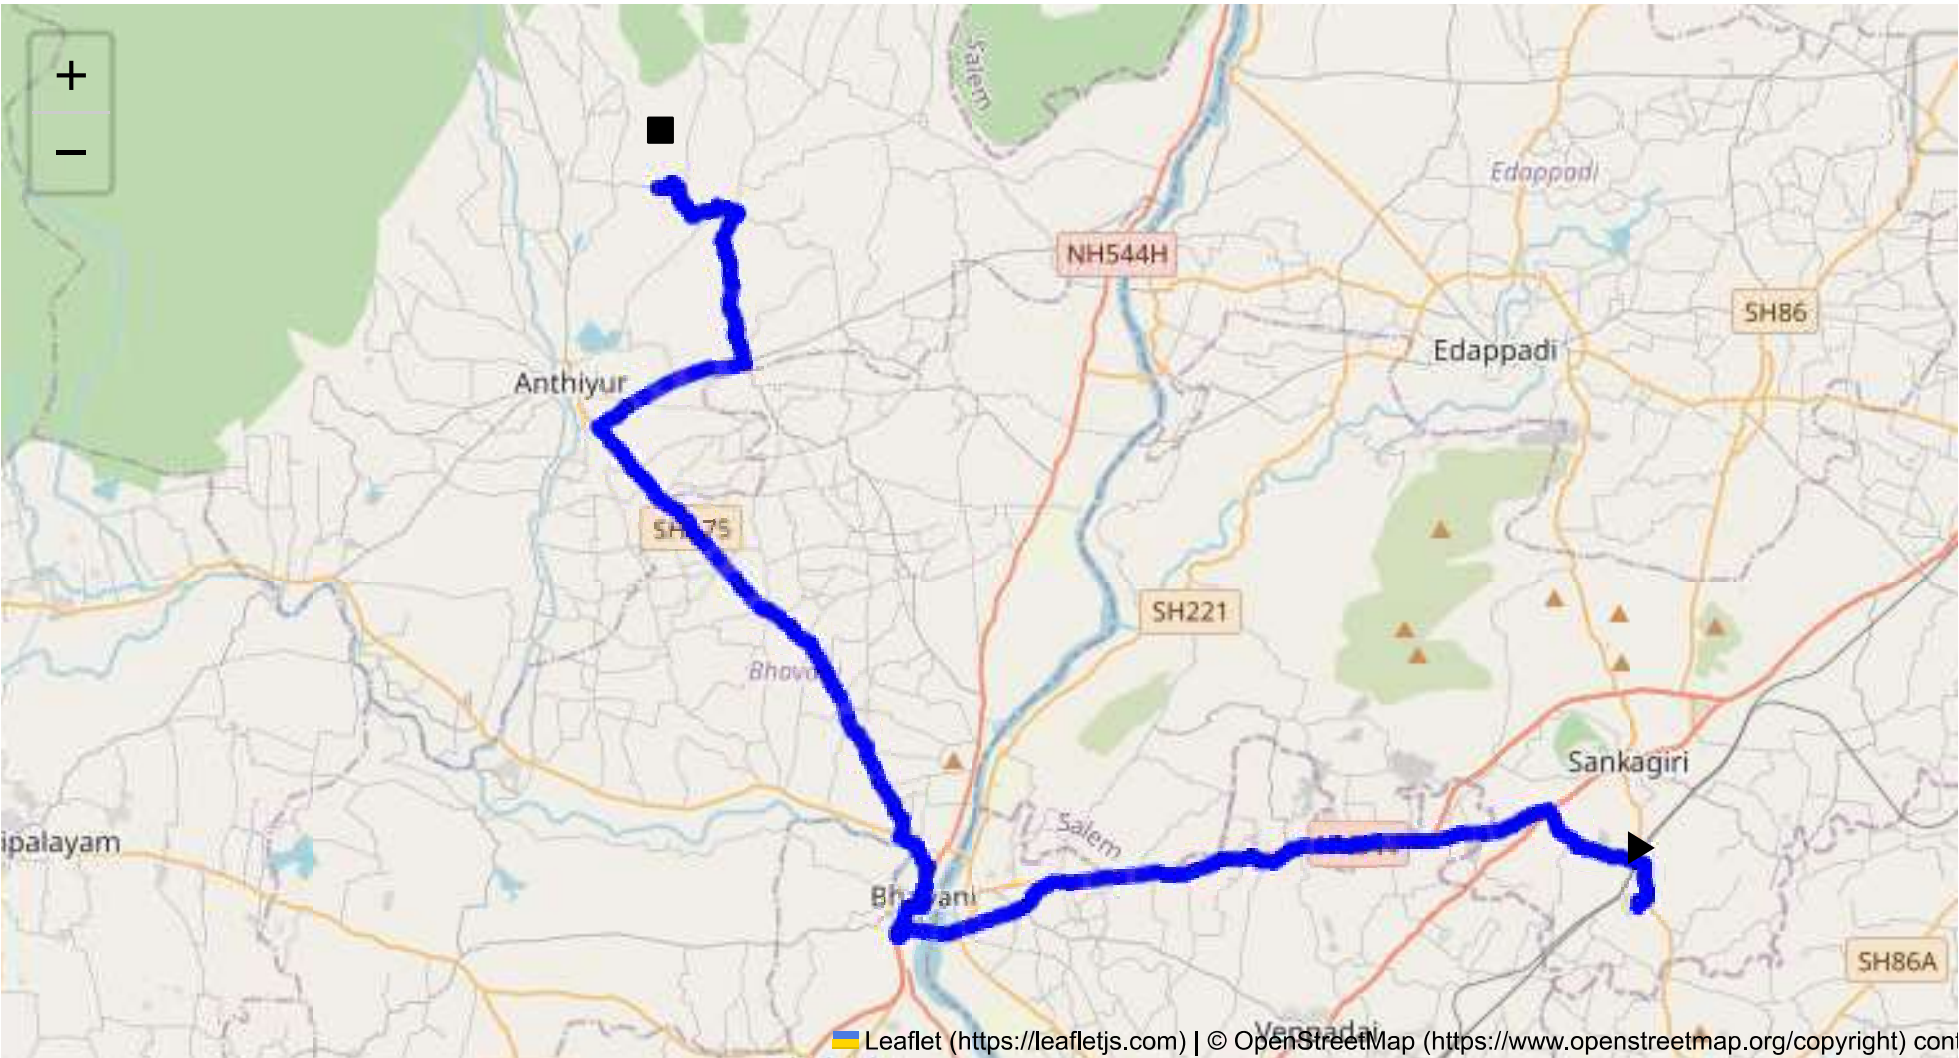 +
−
Salem
Edappadi
NH544H
SH86
Edappadi
Anthiyur
SH221
Sankagiri
ipalayam
Salem
SH86A
Leaflet (https://leafletjs.com) | © OpenStreetMap (https://www.openstreetmap.org/copyright) con